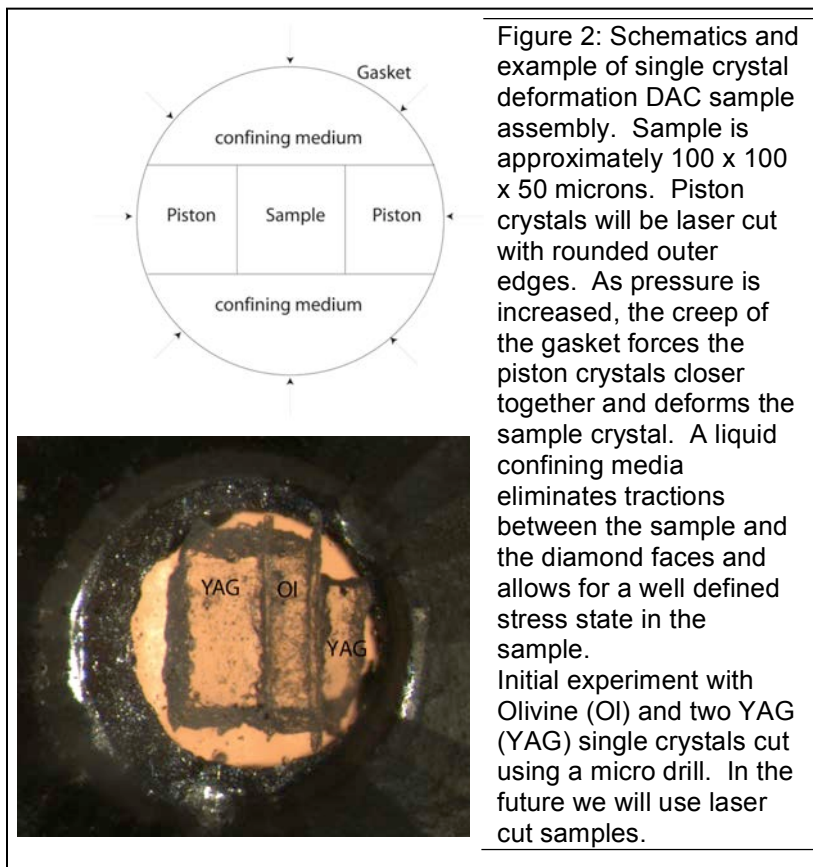 Gasket
confining medium
Piston
Sample
Piston
confining medium
YAG
Ol
YAG
Figure 2: Schematics and
example of single crystal
deformation DAC sample
assembly. Sample is
approximately 100 x 100
x 50 microns. Piston
crystals will be laser cut
with rounded outer
edges. As pressure is
increased, the creep of
the gasket forces the
piston crystals closer
together and deforms the
sample crystal. A liquid
confining media
eliminates tractions
between the sample and
the diamond faces and
allows for a well defined
stress state in the
sample.
Initial experiment with
Olivine (Ol) and two YAG
(YAG) single crystals cut
using a micro drill. In the
future we will use laser
cut samples.